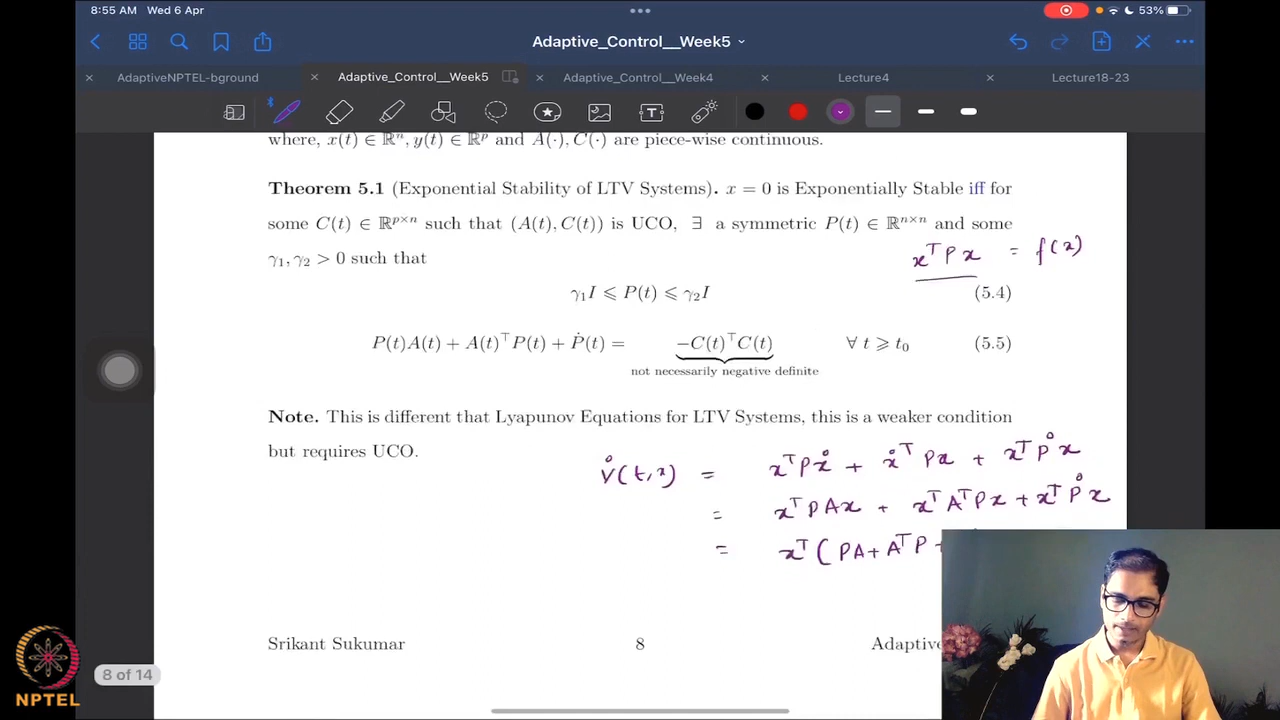 8:55 AM Wed 6 Apr
53%
Adaptive_Control__Week5
AdaptiveNPTEL-bground
Adaptive_Control__Week5
Adaptive_Control__Week4
Lecture4
Lecture18-23
where, x(t) ∈ ℝⁿ, y(t) ∈ ℝᵖ and A(·), C(·) are piece-wise continuous.
Theorem 5.1 (Exponential Stability of LTV Systems). x = 0 is Exponentially Stable iff for
some C(t) ∈ ℝᵖˣⁿ such that (A(t), C(t)) is UCO, ∃ a symmetric P(t) ∈ ℝⁿˣⁿ and some
γ₁, γ₂ > 0 such that
xᵀPx = f(x)
γ₁I ⩽ P(t) ⩽ γ₂I (5.4)
P(t)A(t) + A(t)ᵀP(t) + Ṗ(t) = −C(t)ᵀC(t) ∀ t ⩾ t₀ (5.5)
not necessarily negative definite
Note. This is different that Lyapunov Equations for LTV Systems, this is a weaker condition
but requires UCO.
V̇(t,x) = xᵀPẋ + ẋᵀPx + xᵀṖx
= xᵀPAx + xᵀAᵀPx + xᵀṖx
= xᵀ(PA + AᵀP +
Srikant Sukumar 8 Adaptive
8 of 14
NPTEL